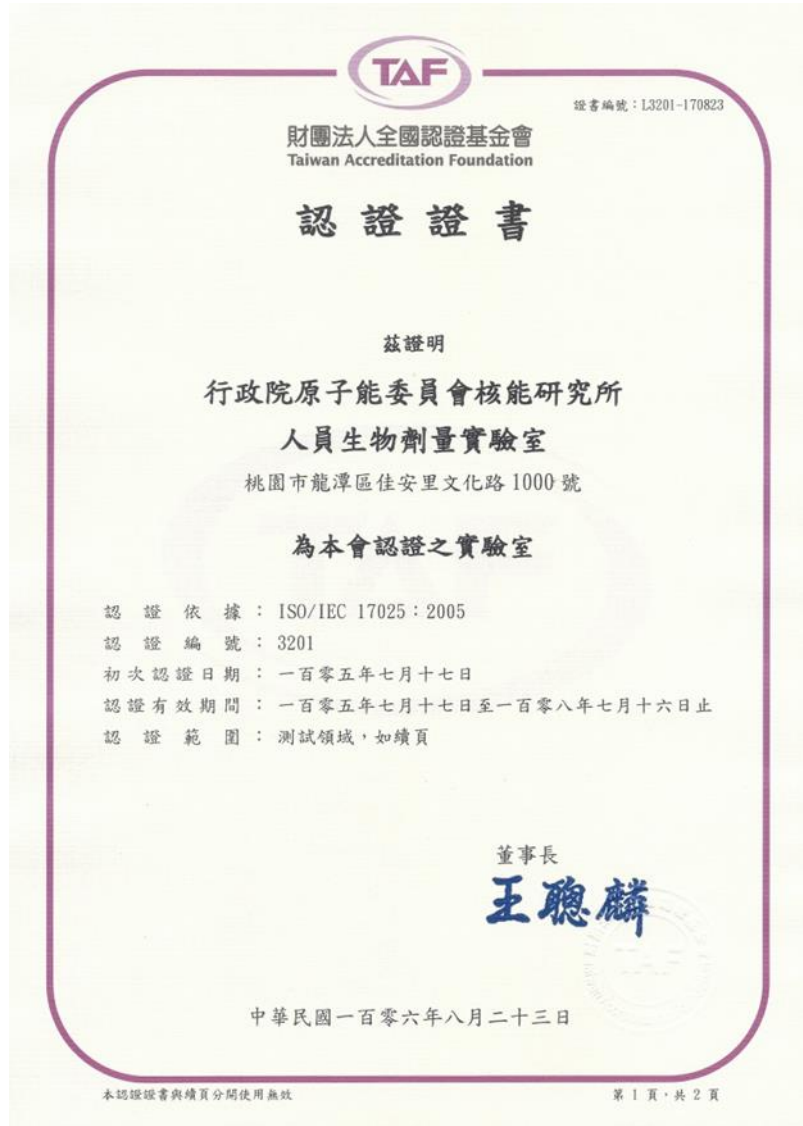 TAF
證書編號：L3201-170823
財團法人全國認證基金會
Taiwan Accreditation Foundation
認證證書
茲證明
行政院原子能委員會核能研究所
人員生物劑量實驗室
桃園市龍潭區佳安里文化路1000號
為本會認證之實驗室
認證依據：ISO/IEC 17025：2005
認證編號：3201
初次認證日期：一百零五年七月十七日
認證有效期間：一百零五年七月十七日至一百零八年七月十六日止
認證範圍：測試領域，如續頁
董事長
王聰麟
中華民國一百零六年八月二十三日
本認證證書與續頁分開使用無效
第1頁，共2頁